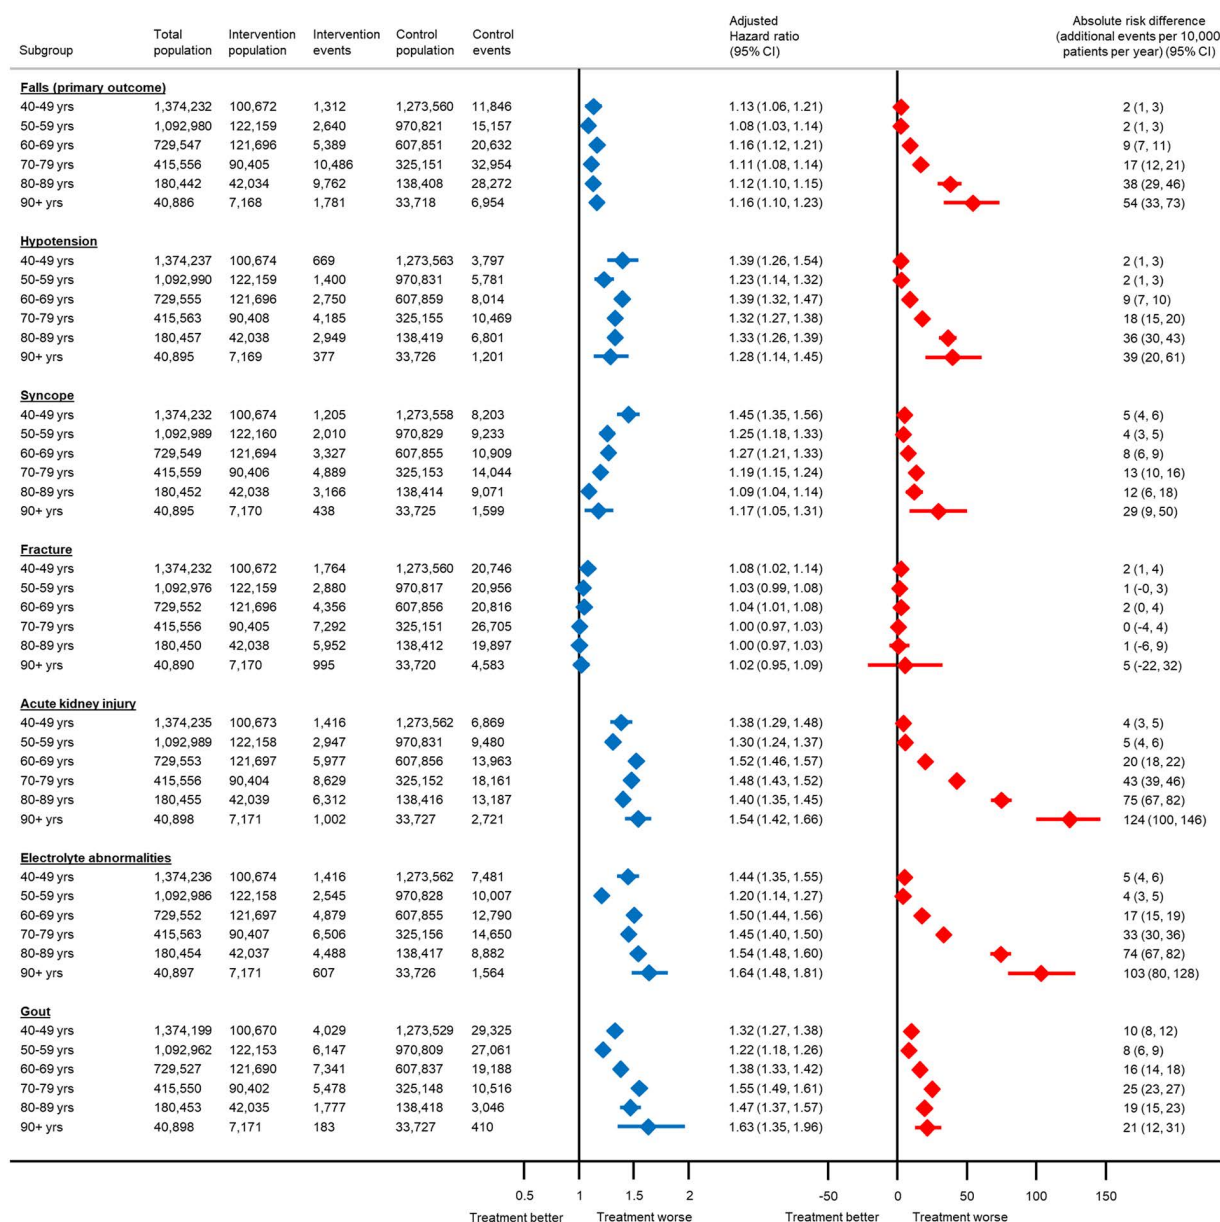 Subgroup Total population Intervention population Intervention events Control population Control events Adjusted Hazard ratio (95% CI) Absolute risk difference (additional events per 10,000 patients per year) (95% CI)
Falls (primary outcome)
40-49 yrs 1,374,232 100,672 1,312 1,273,560 11,846 1.13 (1.06, 1.21) 2 (1, 3)
50-59 yrs 1,092,980 122,159 2,640 970,821 15,157 1.08 (1.03, 1.14) 2 (1, 3)
60-69 yrs 729,547 121,696 5,389 607,851 20,632 1.16 (1.12, 1.21) 9 (7, 11)
70-79 yrs 415,556 90,405 10,486 325,151 32,954 1.11 (1.08, 1.14) 17 (12, 21)
80-89 yrs 180,442 42,034 9,762 138,408 28,272 1.12 (1.10, 1.15) 38 (29, 46)
90+ yrs 40,886 7,168 1,781 33,718 6,954 1.16 (1.10, 1.23) 54 (33, 73)
Hypotension
40-49 yrs 1,374,237 100,674 669 1,273,563 3,797 1.39 (1.26, 1.54) 2 (1, 3)
50-59 yrs 1,092,990 122,159 1,400 970,831 5,781 1.23 (1.14, 1.32) 2 (1, 3)
60-69 yrs 729,555 121,696 2,750 607,859 8,014 1.39 (1.32, 1.47) 9 (7, 10)
70-79 yrs 415,563 90,408 4,185 325,155 10,469 1.32 (1.27, 1.38) 18 (15, 20)
80-89 yrs 180,457 42,038 2,949 138,419 6,801 1.33 (1.26, 1.39) 36 (30, 43)
90+ yrs 40,895 7,169 377 33,726 1,201 1.28 (1.14, 1.45) 39 (20, 61)
Syncope
40-49 yrs 1,374,232 100,674 1,205 1,273,558 8,203 1.45 (1.35, 1.56) 5 (4, 6)
50-59 yrs 1,092,989 122,160 2,010 970,829 9,233 1.25 (1.18, 1.33) 4 (3, 5)
60-69 yrs 729,549 121,694 3,327 607,855 10,909 1.27 (1.21, 1.33) 8 (6, 9)
70-79 yrs 415,559 90,406 4,889 325,153 14,044 1.19 (1.15, 1.24) 13 (10, 16)
80-89 yrs 180,452 42,038 3,166 138,414 9,071 1.09 (1.04, 1.14) 12 (6, 18)
90+ yrs 40,895 7,170 438 33,725 1,599 1.17 (1.05, 1.31) 29 (9, 50)
Fracture
40-49 yrs 1,374,232 100,672 1,764 1,273,560 20,746 1.08 (1.02, 1.14) 2 (1, 4)
50-59 yrs 1,092,976 122,159 2,880 970,817 20,956 1.03 (0.99, 1.08) 1 (-0, 3)
60-69 yrs 729,552 121,696 4,356 607,856 20,816 1.04 (1.01, 1.08) 2 (0, 4)
70-79 yrs 415,556 90,405 7,292 325,151 26,705 1.00 (0.97, 1.03) 0 (-4, 4)
80-89 yrs 180,450 42,038 5,952 138,412 19,897 1.00 (0.97, 1.03) 1 (-6, 9)
90+ yrs 40,890 7,170 995 33,720 4,583 1.02 (0.95, 1.09) 5 (-22, 32)
Acute kidney injury
40-49 yrs 1,374,235 100,673 1,416 1,273,562 6,869 1.38 (1.29, 1.48) 4 (3, 5)
50-59 yrs 1,092,989 122,158 2,947 970,831 9,480 1.30 (1.24, 1.37) 5 (4, 6)
60-69 yrs 729,553 121,697 5,977 607,856 13,963 1.52 (1.46, 1.57) 20 (18, 22)
70-79 yrs 415,556 90,404 8,629 325,152 18,161 1.48 (1.43, 1.52) 43 (39, 46)
80-89 yrs 180,455 42,039 6,312 138,416 13,187 1.40 (1.35, 1.45) 75 (67, 82)
90+ yrs 40,898 7,171 1,002 33,727 2,721 1.54 (1.42, 1.66) 124 (100, 146)
Electrolyte abnormalities
40-49 yrs 1,374,236 100,674 1,416 1,273,562 7,481 1.44 (1.35, 1.55) 5 (4, 6)
50-59 yrs 1,092,986 122,158 2,545 970,828 10,007 1.20 (1.14, 1.27) 4 (3, 5)
60-69 yrs 729,552 121,697 4,879 607,855 12,790 1.50 (1.44, 1.56) 17 (15, 19)
70-79 yrs 415,563 90,407 6,506 325,156 14,650 1.45 (1.40, 1.50) 33 (30, 36)
80-89 yrs 180,454 42,037 4,488 138,417 8,882 1.54 (1.48, 1.60) 74 (67, 82)
90+ yrs 40,897 7,171 607 33,726 1,564 1.64 (1.48, 1.81) 103 (80, 128)
Gout
40-49 yrs 1,374,199 100,670 4,029 1,273,529 29,325 1.32 (1.27, 1.38) 10 (8, 12)
50-59 yrs 1,092,962 122,153 6,147 970,809 27,061 1.22 (1.18, 1.26) 8 (6, 9)
60-69 yrs 729,527 121,690 7,341 607,837 19,188 1.38 (1.33, 1.42) 16 (14, 18)
70-79 yrs 415,550 90,402 5,478 325,148 10,516 1.55 (1.49, 1.61) 25 (23, 27)
80-89 yrs 180,453 42,035 1,777 138,418 3,046 1.47 (1.37, 1.57) 19 (15, 23)
90+ yrs 40,898 7,171 183 33,727 410 1.63 (1.35, 1.96) 21 (12, 31)
0.5 1 1.5 2 -50 0 50 100 150
Treatment better Treatment worse Treatment better Treatment worse